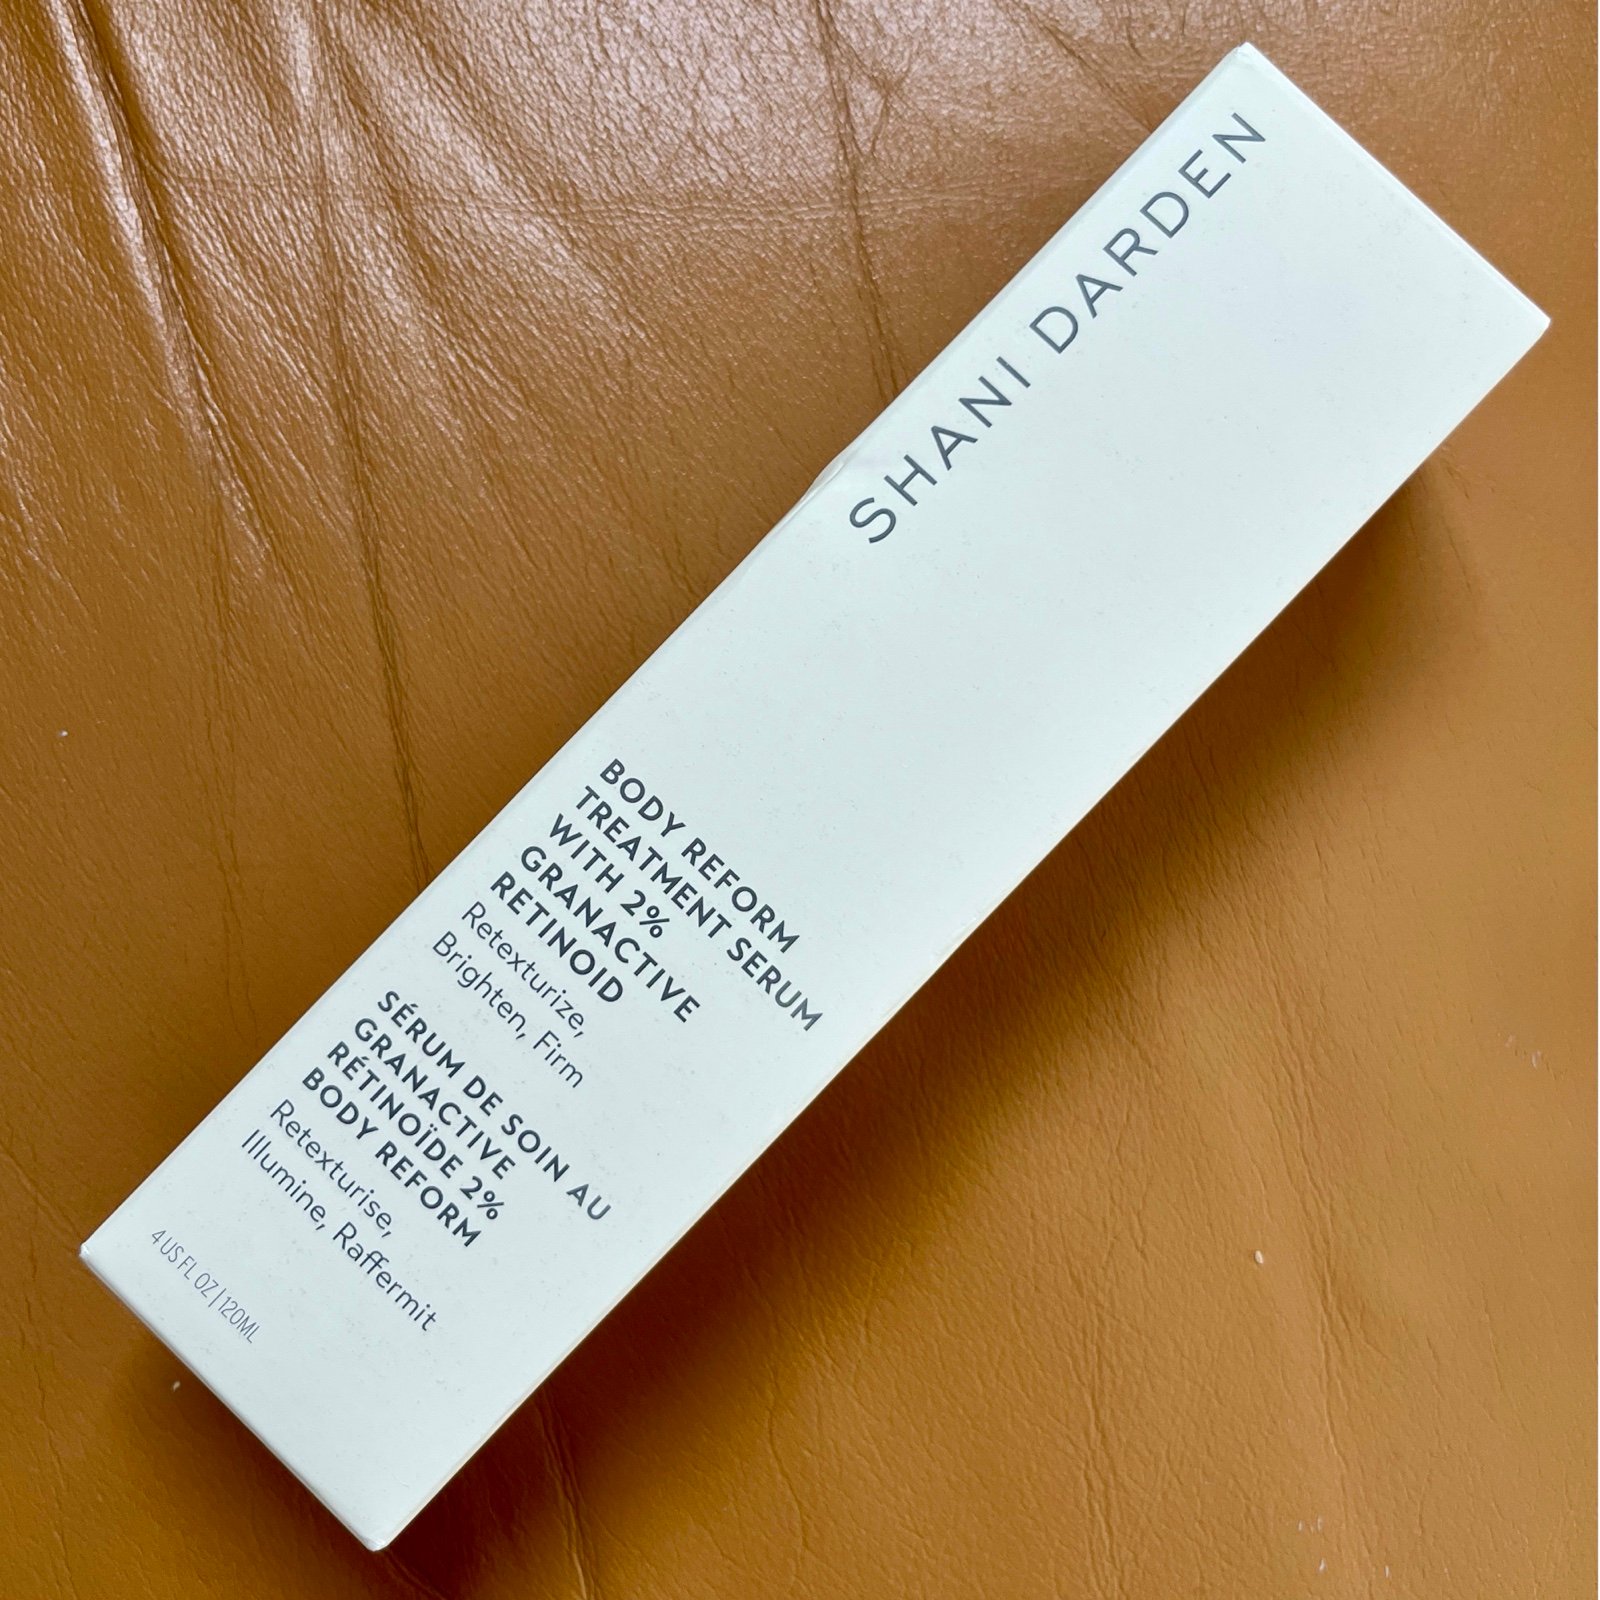 SHANI DARDEN
BODY REFORM
TREATMENT SERUM
WITH 2%
GRANACTIVE
RETINOID
Retexturize,
Brighten, Firm
SÉRUM DE SOIN AU
GRANACTIVE
RÉTINOÏDE 2%
BODY REFORM
Retexturise,
Illumine, Raffermit
4 US FL OZ | 120ML